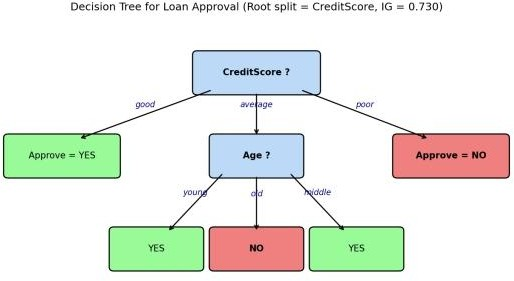 Decision Tree for Loan Approval (Root split = CreditScore, IG = 0.730)
CreditScore ?
good
average
poor
Approve = YES
Age ?
Approve = NO
young
old
middle
YES
NO
YES